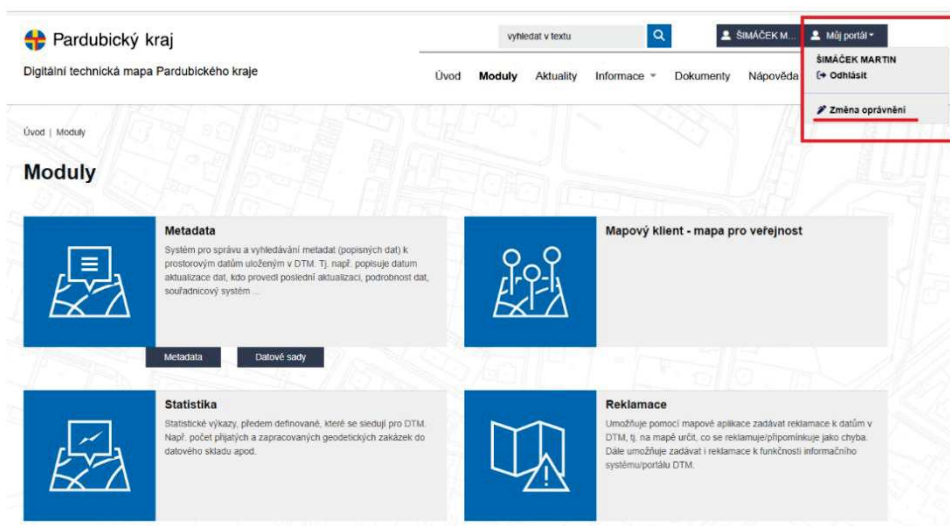 Pardubický kraj
vyhledat v textu
ŠIMÁČEK M...
Můj portál
Digitální technická mapa Pardubického kraje
Úvod Moduly Aktuality Informace Dokumenty Nápověda
ŠIMÁČEK MARTIN
Odhlásit
Změna oprávnění
Úvod | Moduly
Moduly
Metadata
Systém pro správu a vyhledávání metadat (popisných dat) k
prostorovým datům uloženým v DTM. Tj. např. popisuje datum
aktualizace dat, kdo provedl poslední aktualizaci, podrobnost dat,
souřadnicový systém ...
Metadata Datové sady
Mapový klient - mapa pro veřejnost
Statistika
Statistické výkazy, předem definované, které se sledují pro DTM.
Např. počet přijatých a zapracovaných geodetických zakázek do
datového skladu apod.
Reklamace
Umožňuje pomocí mapové aplikace zadávat reklamace k datům v
DTM, tj. na mapě určit, co se reklamuje/připomínkuje jako chyba.
Dále umožňuje zadávat i reklamace k funkčnosti informačního
systému/portálu DTM.